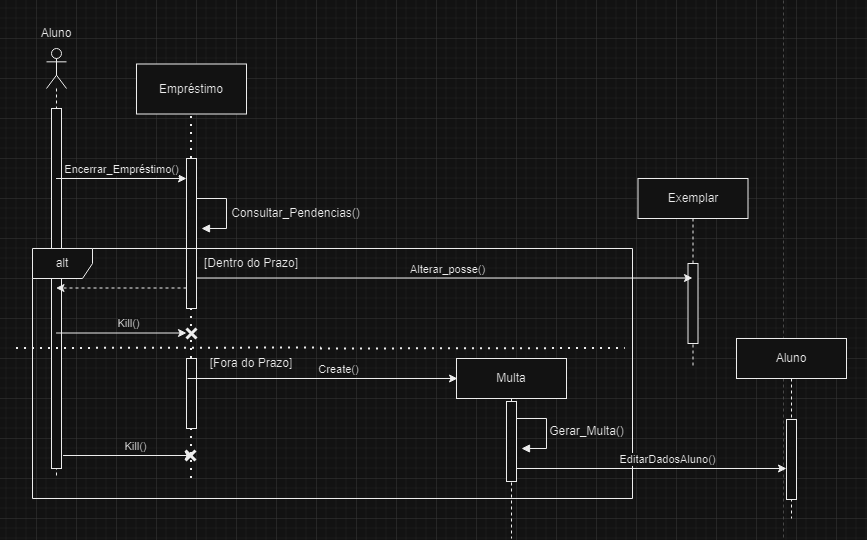 Aluno
Empréstimo
Encerrar_Empréstimo()
Exemplar
Consultar_Pendencias()
alt
[Dentro do Prazo]
Alterar_posse()
Kill()
Aluno
[Fora do Prazo]
Create()
Multa
Gerar_Multa()
Kill()
EditarDadosAluno()